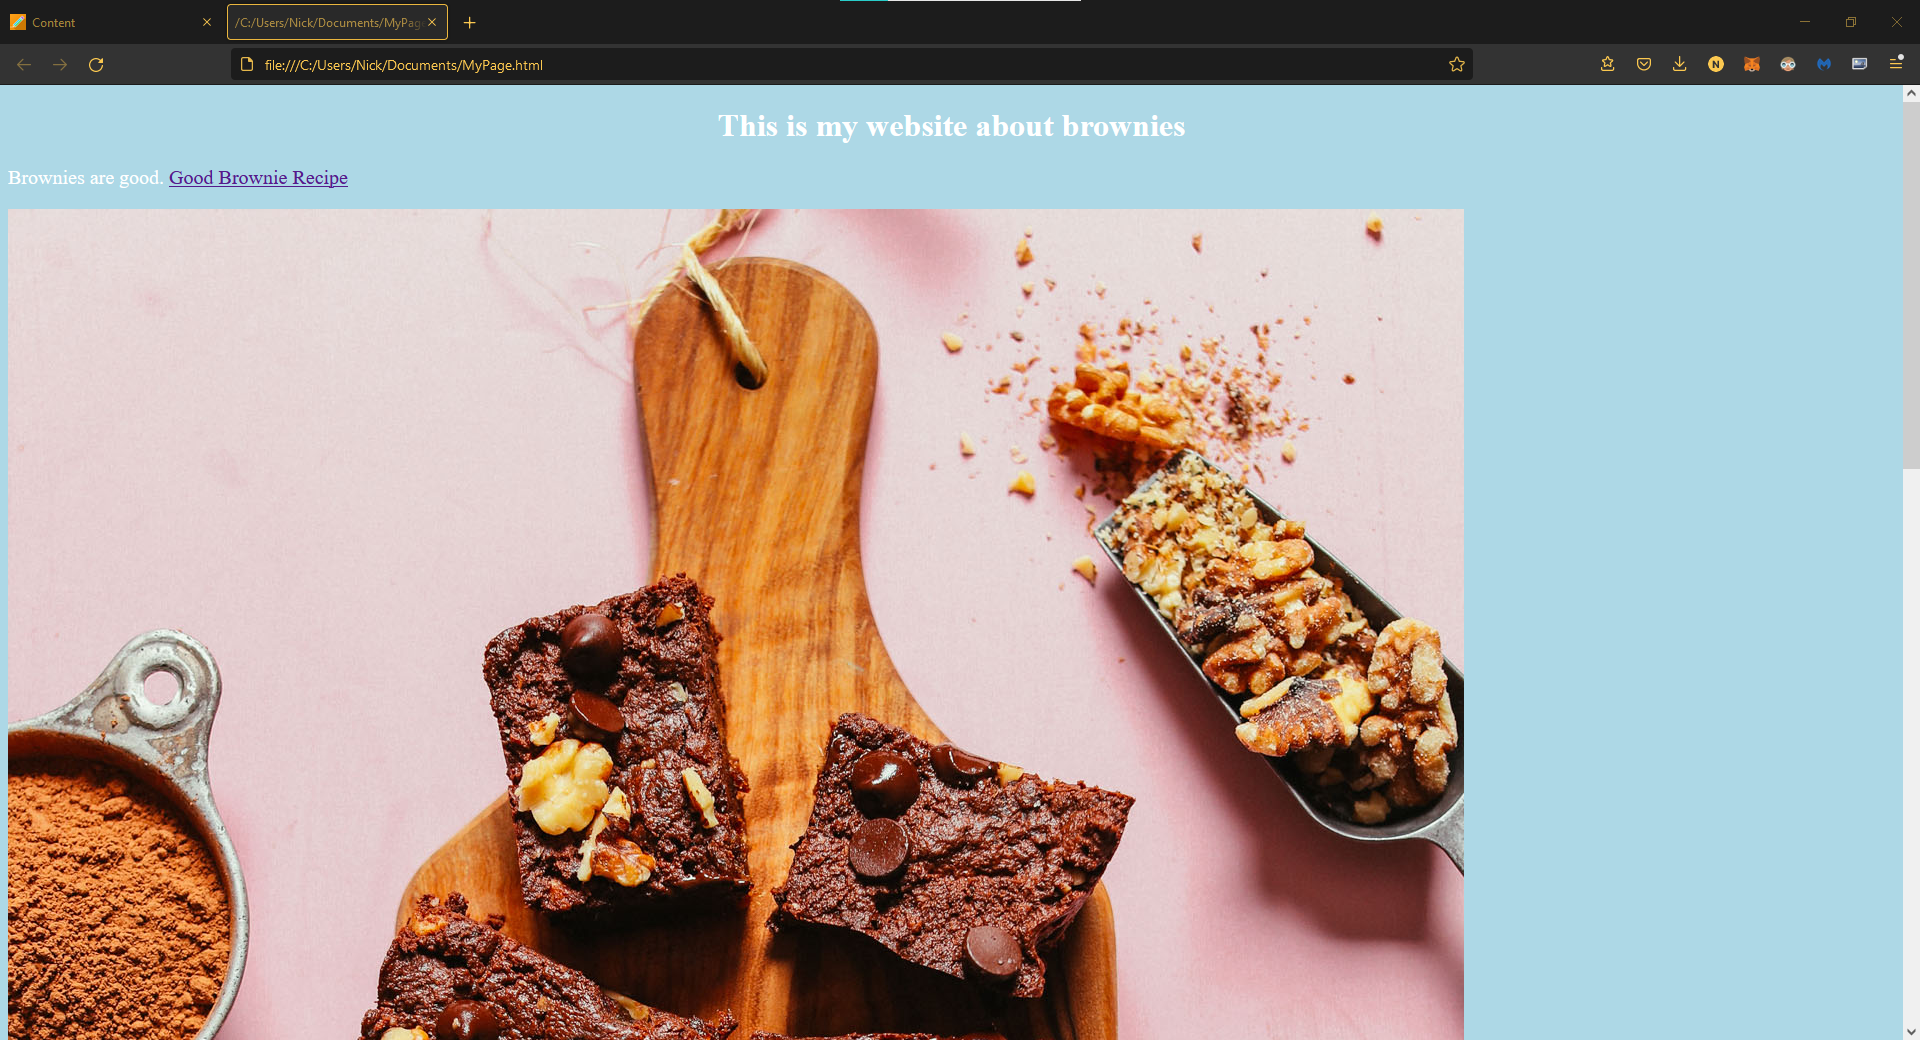 Content
/C:/Users/Nick/Documents/MyPag
file:///C:/Users/Nick/Documents/MyPage.html
N
This is my website about brownies
Brownies are good. Good Brownie Recipe